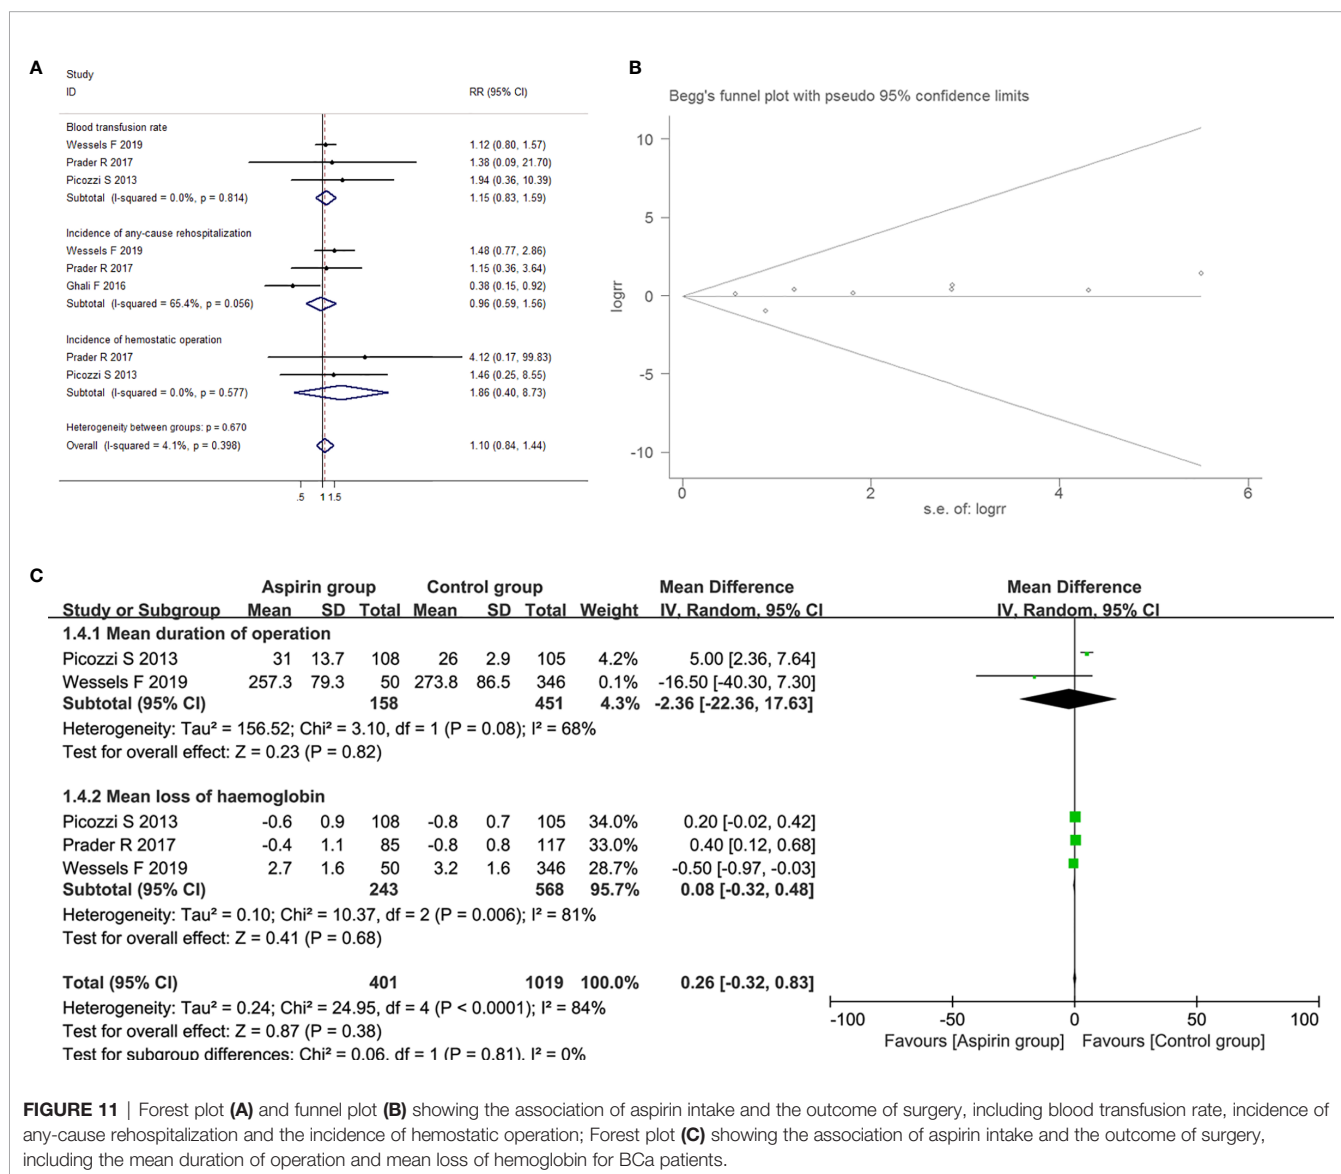 A
Study
ID
RR (95% CI)
Blood transfusion rate
Wessels F 2019 1.12 (0.80, 1.57)
Prader R 2017 1.38 (0.09, 21.70)
Picozzi S 2013 1.94 (0.36, 10.39)
Subtotal (I-squared = 0.0%, p = 0.814) 1.15 (0.83, 1.59)
Incidence of any-cause rehospitalization
Wessels F 2019 1.48 (0.77, 2.86)
Prader R 2017 1.15 (0.36, 3.64)
Ghali F 2016 0.38 (0.15, 0.92)
Subtotal (I-squared = 65.4%, p = 0.056) 0.96 (0.59, 1.56)
Incidence of hemostatic operation
Prader R 2017 4.12 (0.17, 99.83)
Picozzi S 2013 1.46 (0.25, 8.55)
Subtotal (I-squared = 0.0%, p = 0.577) 1.86 (0.40, 8.73)
Heterogeneity between groups: p = 0.670
Overall (I-squared = 4.1%, p = 0.398) 1.10 (0.84, 1.44)
.5 1 1.5
B
Begg's funnel plot with pseudo 95% confidence limits
10
5
0
-5
-10
logrr
0 2 4 6
s.e. of: logrr
C
Aspirin group Control group Mean Difference Mean Difference
Study or Subgroup Mean SD Total Mean SD Total Weight IV, Random, 95% CI IV, Random, 95% CI
1.4.1 Mean duration of operation
Picozzi S 2013 31 13.7 108 26 2.9 105 4.2% 5.00 [2.36, 7.64]
Wessels F 2019 257.3 79.3 50 273.8 86.5 346 0.1% -16.50 [-40.30, 7.30]
Subtotal (95% CI) 158 451 4.3% -2.36 [-22.36, 17.63]
Heterogeneity: Tau² = 156.52; Chi² = 3.10, df = 1 (P = 0.08); I² = 68%
Test for overall effect: Z = 0.23 (P = 0.82)
1.4.2 Mean loss of haemoglobin
Picozzi S 2013 -0.6 0.9 108 -0.8 0.7 105 34.0% 0.20 [-0.02, 0.42]
Prader R 2017 -0.4 1.1 85 -0.8 0.8 117 33.0% 0.40 [0.12, 0.68]
Wessels F 2019 2.7 1.6 50 3.2 1.6 346 28.7% -0.50 [-0.97, -0.03]
Subtotal (95% CI) 243 568 95.7% 0.08 [-0.32, 0.48]
Heterogeneity: Tau² = 0.10; Chi² = 10.37, df = 2 (P = 0.006); I² = 81%
Test for overall effect: Z = 0.41 (P = 0.68)
Total (95% CI) 401 1019 100.0% 0.26 [-0.32, 0.83]
Heterogeneity: Tau² = 0.24; Chi² = 24.95, df = 4 (P < 0.0001); I² = 84%
Test for overall effect: Z = 0.87 (P = 0.38)
Test for subgroup differences: Chi² = 0.06, df = 1 (P = 0.81), I² = 0%
-100 -50 0 50 100
Favours [Aspirin group] Favours [Control group]
FIGURE 11 | Forest plot (A) and funnel plot (B) showing the association of aspirin intake and the outcome of surgery, including blood transfusion rate, incidence of
any-cause rehospitalization and the incidence of hemostatic operation; Forest plot (C) showing the association of aspirin intake and the outcome of surgery,
including the mean duration of operation and mean loss of hemoglobin for BCa patients.